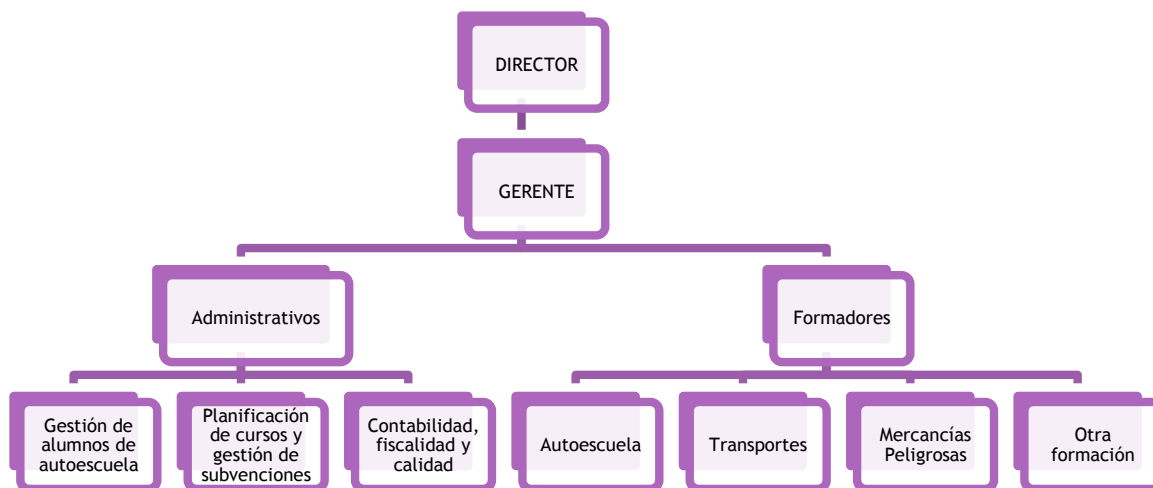 DIRECTOR
GERENTE
Administrativos
Formadores
Gestión de
alumnos de
autoescuela
Planificación
de cursos y
gestión de
subvenciones
Contabilidad,
fiscalidad y
calidad
Autoescuela
Transportes
Mercancías
Peligrosas
Otra
formación